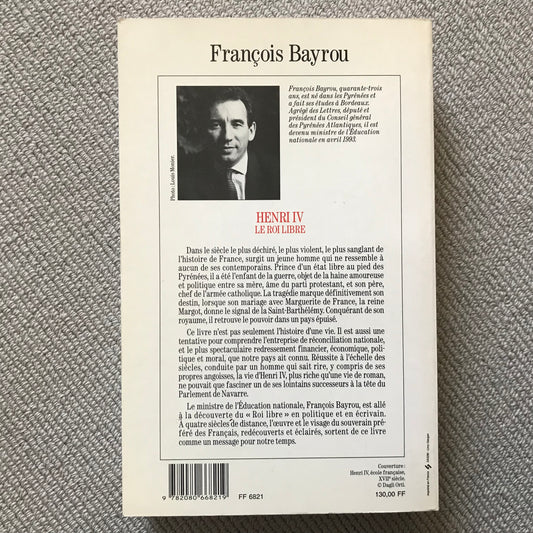 François Bayrou
François Bayrou, quarante-trois
ans, est né dans les Pyrénées et
a fait ses études à Bordeaux.
Agrégé des Lettres, député et
président du Conseil général
des Pyrénées Atlantiques, il est
devenu ministre de l'Éducation
nationale en avril 1993.
Photo : Louis Monier.
HENRI IV
LE ROI LIBRE
Dans le siècle le plus déchiré, le plus violent, le plus sanglant de
l'histoire de France, surgit un jeune homme qui ne ressemble à
aucun de ses contemporains. Prince d'un état libre au pied des
Pyrénées, il a été l'enfant de la guerre, objet de la haine amoureuse
et politique entre sa mère, âme du parti protestant, et son père,
chef de l'armée catholique. La tragédie marque définitivement son
destin, lorsque son mariage avec Marguerite de France, la reine
Margot, donne le signal de la Saint-Barthélémy. Conquérant de son
royaume, il retrouve le pouvoir dans un pays épuisé.
Ce livre n'est pas seulement l'histoire d'une vie. Il est aussi une
tentative pour comprendre l'entreprise de réconciliation nationale,
et le plus spectaculaire redressement financier, économique, poli-
tique et moral, que notre pays ait connu. Réussite à l'échelle des
siècles, conduite par un homme qui sait rire, y compris de ses
propres angoisses, la vie d'Henri IV, plus riche qu'une vie de roman,
ne pouvait que fasciner un de ses lointains successeurs à la tête du
Parlement de Navarre.
Le ministre de l'Éducation nationale, François Bayrou, est allé
à la découverte du « Roi libre » en politique et en écrivain.
À quatre siècles de distance, l'œuvre et le visage du souverain pré-
féré des Français, redécouverts et éclairés, sortent de ce livre
comme un message pour notre temps.
Couverture :
Henri IV, école française,
XVIIe siècle.
© Dagli Orti.
9 782080 668219
FF 6821
130,00 FF